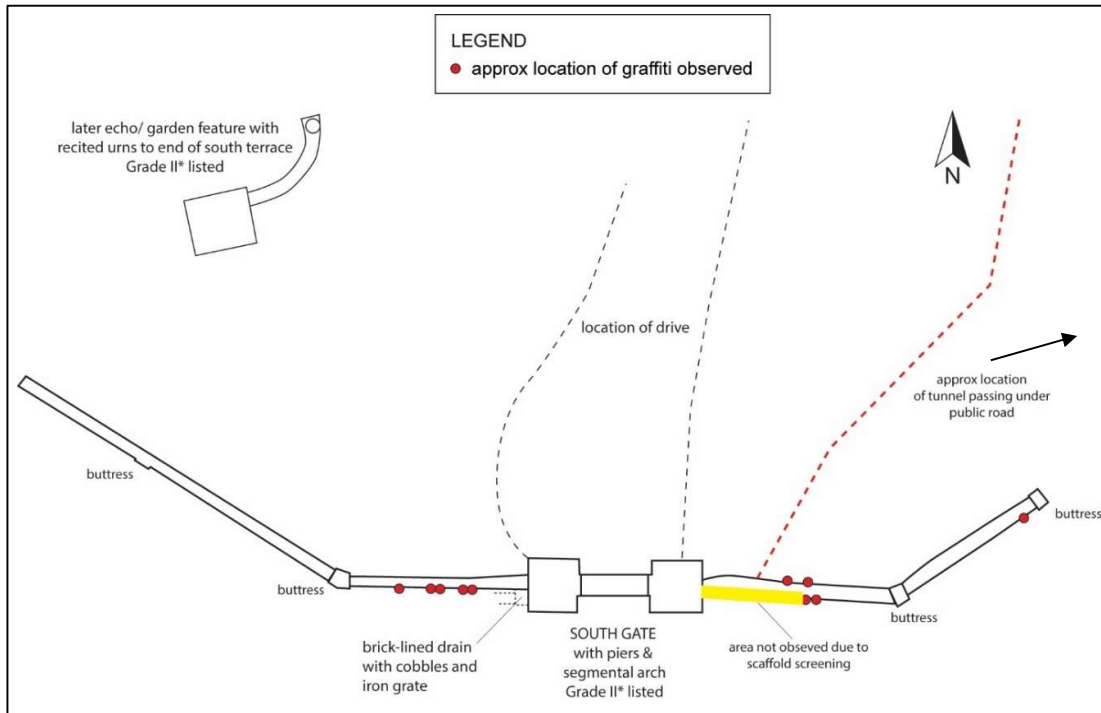 LEGEND
approx location of graffiti observed
later echo/ garden feature with
recited urns to end of south terrace
Grade II* listed
N
location of drive
approx location
of tunnel passing under
public road
buttress
buttress
buttress
buttress
brick-lined drain
with cobbles and
iron grate
SOUTH GATE
with piers &
segmental arch
Grade II* listed
area not obseved due to
scaffold screening